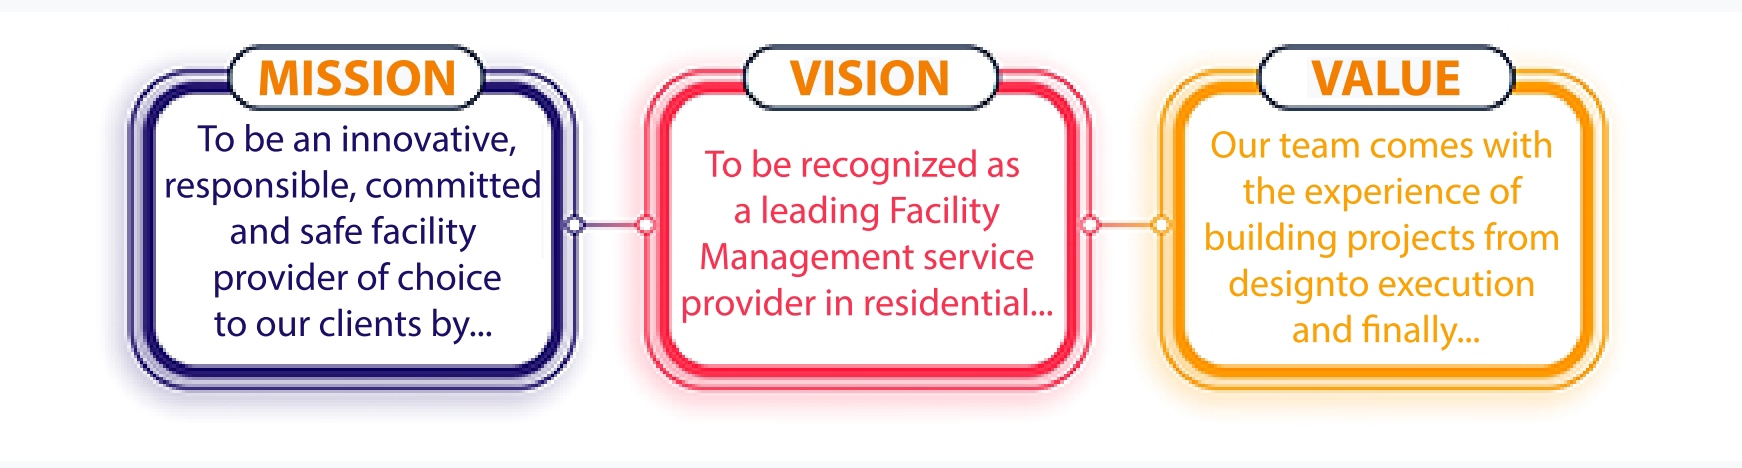 MISSION
To be an innovative,
responsible, committed
and safe facility
provider of choice
to our clients by...
VISION
To be recognized as
a leading Facility
Management service
provider in residential...
VALUE
Our team comes with
the experience of
building projects from
designto execution
and finally...